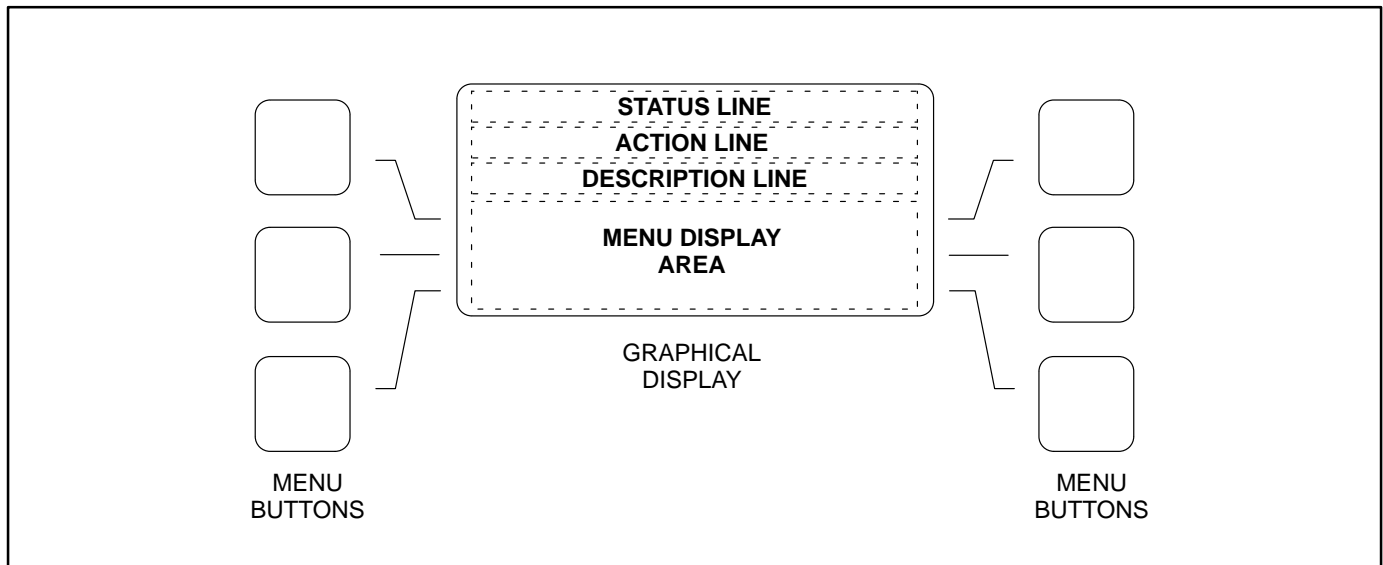 STATUS LINE
ACTION LINE
DESCRIPTION LINE
MENU DISPLAY
AREA
GRAPHICAL
DISPLAY
MENU
BUTTONS
MENU
BUTTONS